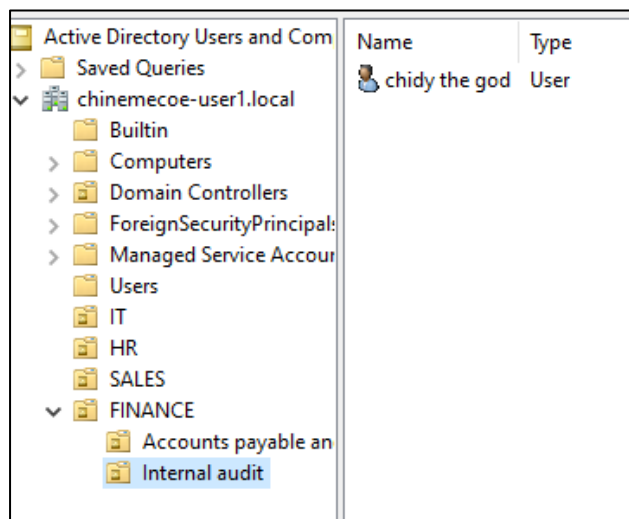 Active Directory Users and Com
Saved Queries
chinemecoe-user1.local
Builtin
Computers
Domain Controllers
ForeignSecurityPrincipals
Managed Service Accour
Users
IT
HR
SALES
FINANCE
Accounts payable an
Internal audit
Name Type
chidy the god User